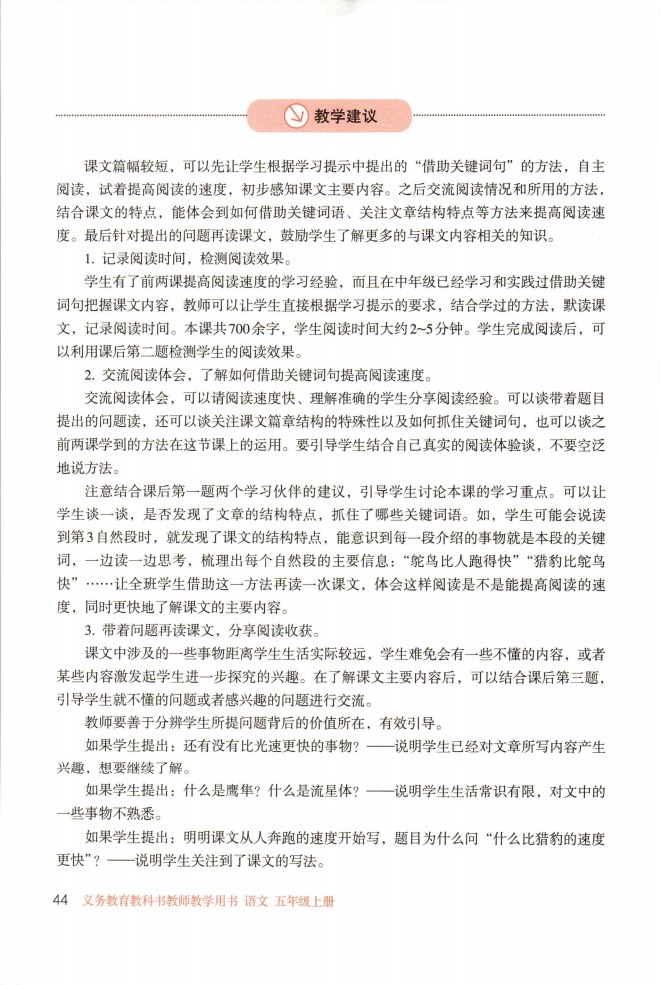 教学建议
课文篇幅较短，可以先让学生根据学习提示中提出的“借助关键词句”的方法，自主
阅读，试着提高阅读的速度，初步感知课文主要内容。之后交流阅读情况和所用的方法，
结合课文的特点，能体会到如何借助关键词语、关注文章结构特点等方法来提高阅读速
度。最后针对提出的问题再读课文，鼓励学生了解更多的与课文内容相关的知识。
1. 记录阅读时间，检测阅读效果。
学生有了前两课提高阅读速度的学习经验，而且在中年级已经学习和实践过借助关键
词句把握课文内容，教师可以让学生直接根据学习提示的要求，结合学过的方法，默读课
文，记录阅读时间。本课共700余字，学生阅读时间大约2~5分钟。学生完成阅读后，可
以利用课后第二题检测学生的阅读效果。
2. 交流阅读体会，了解如何借助关键词句提高阅读速度。
交流阅读体会，可以请阅读速度快、理解准确的学生分享阅读经验。可以谈带着题目
提出的问题读，还可以谈关注课文篇章结构的特殊性以及如何抓住关键词句，也可以谈之
前两课学到的方法在这节课上的运用。要引导学生结合自己真实的阅读体验谈，不要空泛
地说方法。
注意结合课后第一题两个学习伙伴的建议，引导学生讨论本课的学习重点。可以让
学生谈一谈，是否发现了文章的结构特点，抓住了哪些关键词语。如，学生可能会说读
到第3自然段时，就发现了课文的结构特点，能意识到每一段介绍的事物就是本段的关键
词，一边读一边思考，梳理出每个自然段的主要信息：“鸵鸟比人跑得快”“猎豹比鸵鸟
快”……让全班学生借助这一方法再读一次课文，体会这样阅读是不是能提高阅读的速
度，同时更快地了解课文的主要内容。
3. 带着问题再读课文，分享阅读收获。
课文中涉及的一些事物距离学生生活实际较远，学生难免会有一些不懂的内容，或者
某些内容激发起学生进一步探究的兴趣。在了解课文主要内容后，可以结合课后第三题，
引导学生就不懂的问题或者感兴趣的问题进行交流。
教师要善于分辨学生所提问题背后的价值所在，有效引导。
如果学生提出：还有没有比光速更快的事物？——说明学生已经对文章所写内容产生
兴趣，想要继续了解。
如果学生提出：什么是鹰隼？什么是流星体？——说明学生生活常识有限，对文中的
一些事物不熟悉。
如果学生提出：明明课文从人奔跑的速度开始写，题目为什么问“什么比猎豹的速度
更快”？——说明学生关注到了课文的写法。
44 义务教育教科书教师教学用书 语文 五年级上册